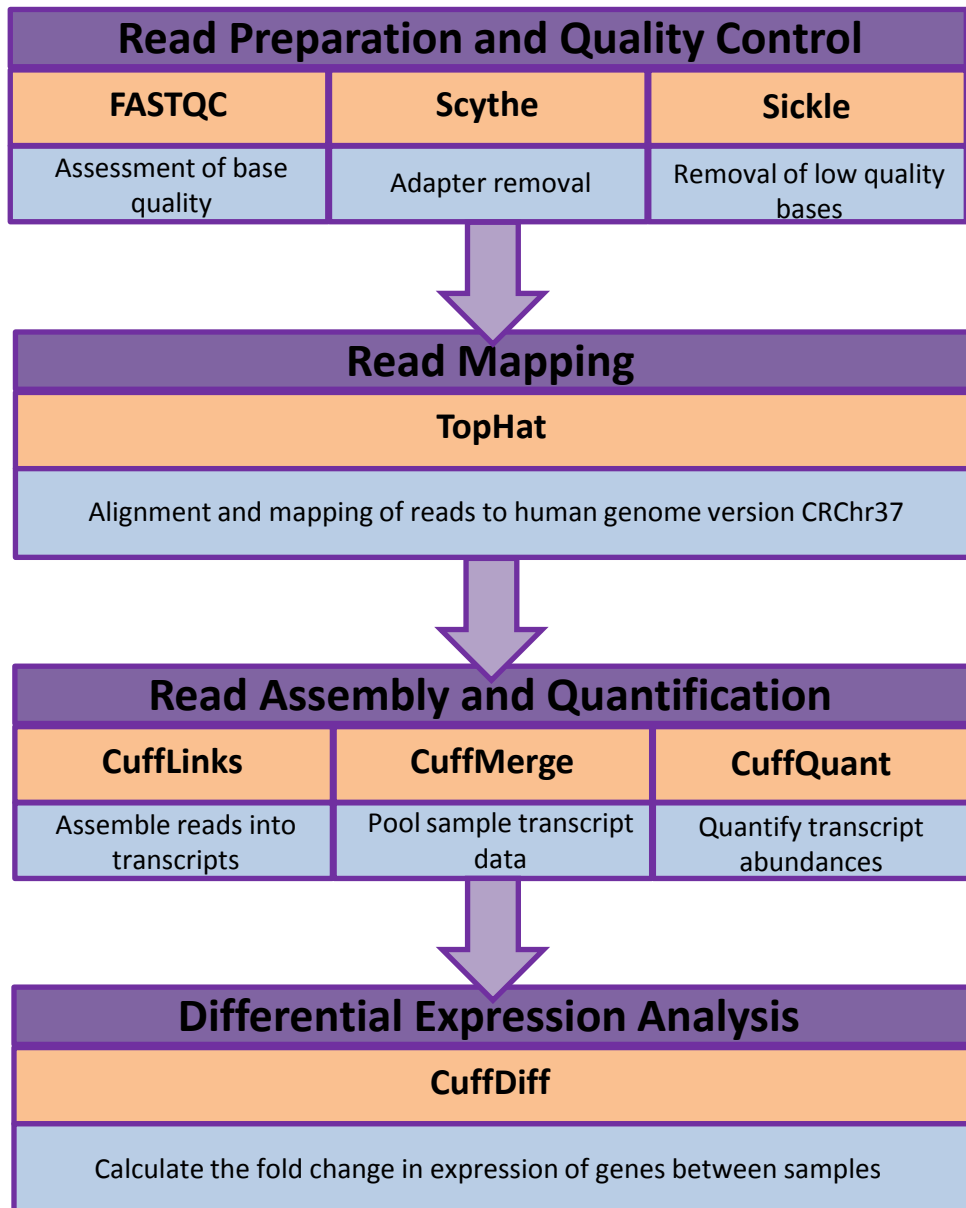 Read Preparation and Quality Control
FASTQC
Scythe
Sickle
Assessment of base
quality
Adapter removal
Removal of low quality
bases
Read Mapping
TopHat
Alignment and mapping of reads to human genome version CRChr37
Read Assembly and Quantification
CuffLinks
CuffMerge
CuffQuant
Assemble reads into
transcripts
Pool sample transcript
data
Quantify transcript
abundances
Differential Expression Analysis
CuffDiff
Calculate the fold change in expression of genes between samples